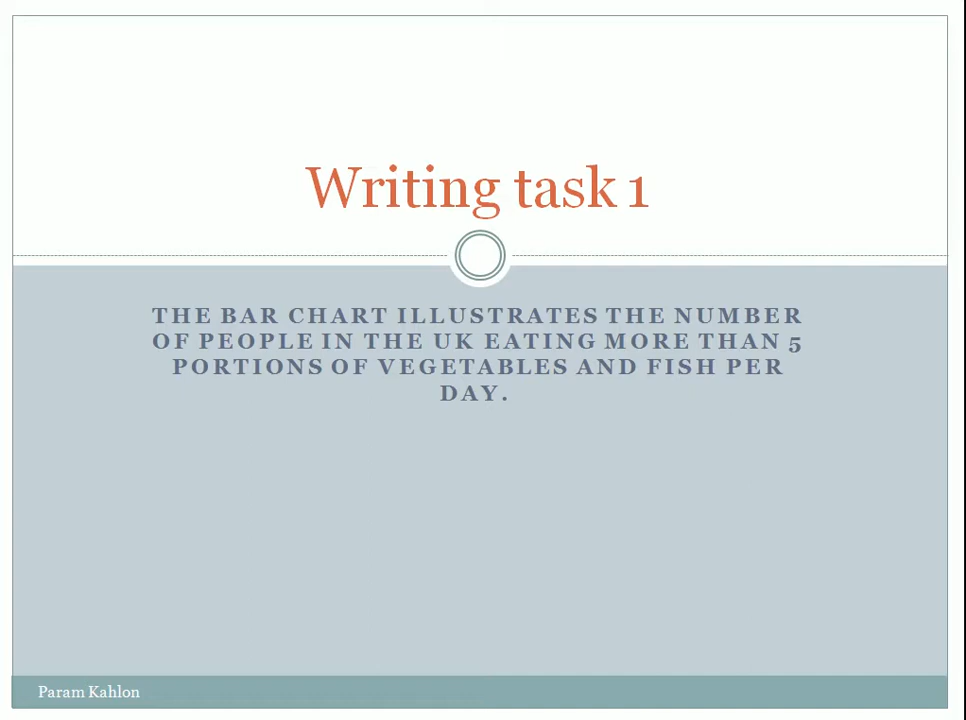 Writing task 1
THE BAR CHART ILLUSTRATES THE NUMBER
OF PEOPLE IN THE UK EATING MORE THAN 5
PORTIONS OF VEGETABLES AND FISH PER
DAY.
Param Kahlon